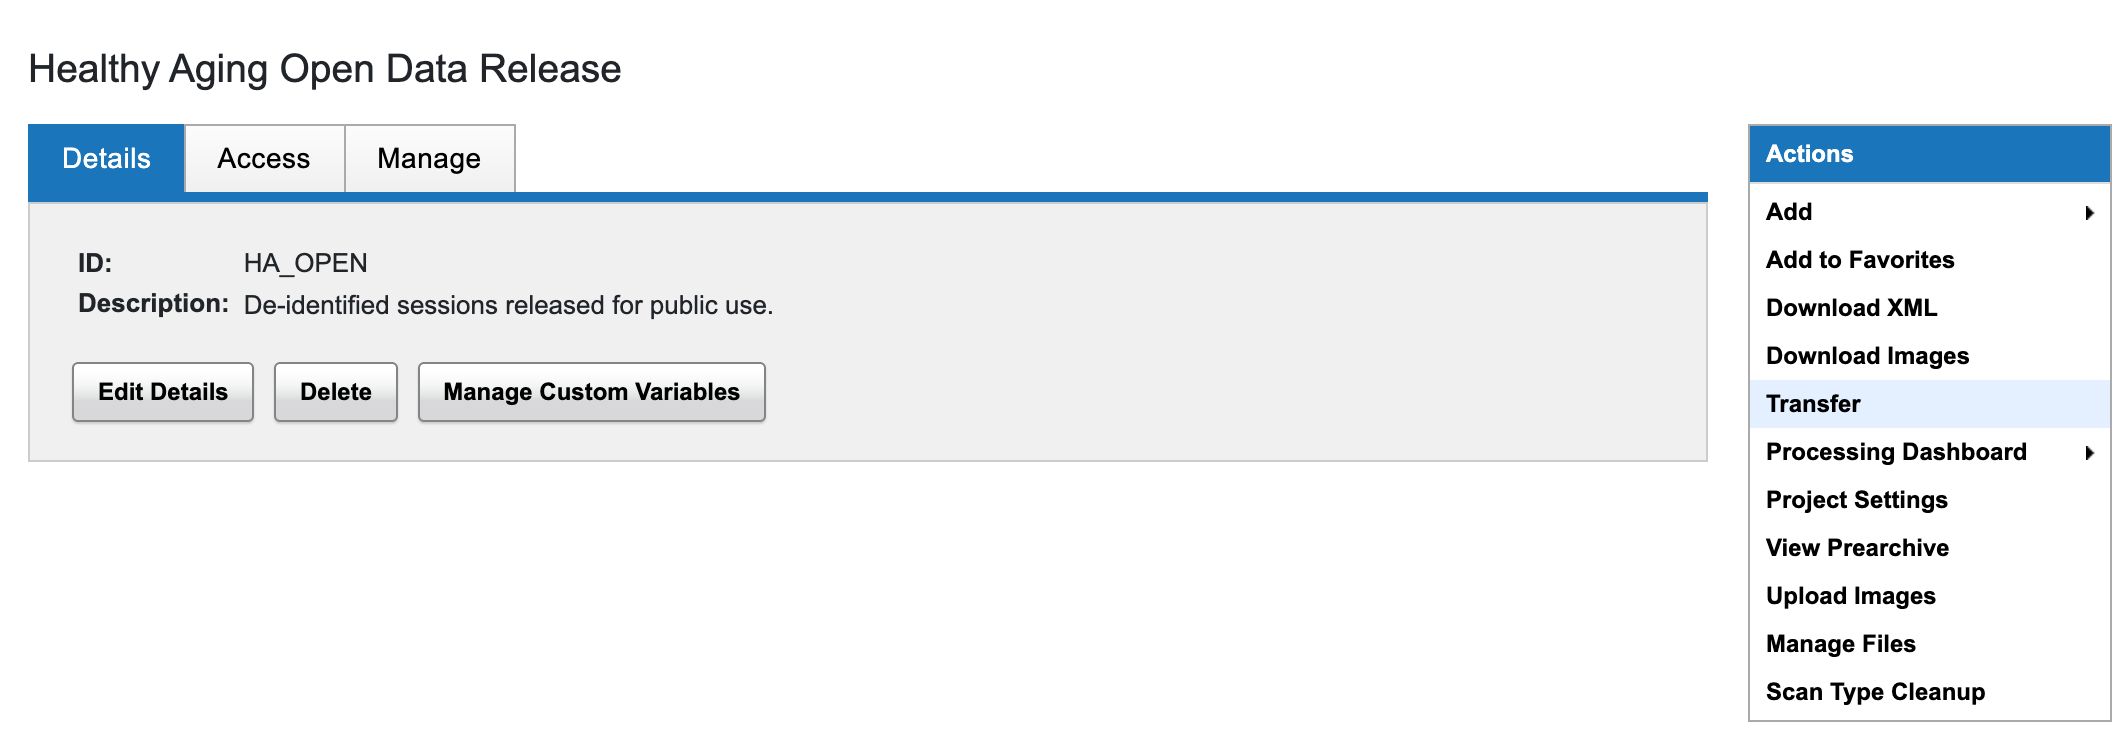 Healthy Aging Open Data Release
Details Access Manage
ID: HA_OPEN
Description: De-identified sessions released for public use.
Edit Details Delete Manage Custom Variables
Actions
Add
Add to Favorites
Download XML
Download Images
Transfer
Processing Dashboard
Project Settings
View Prearchive
Upload Images
Manage Files
Scan Type Cleanup